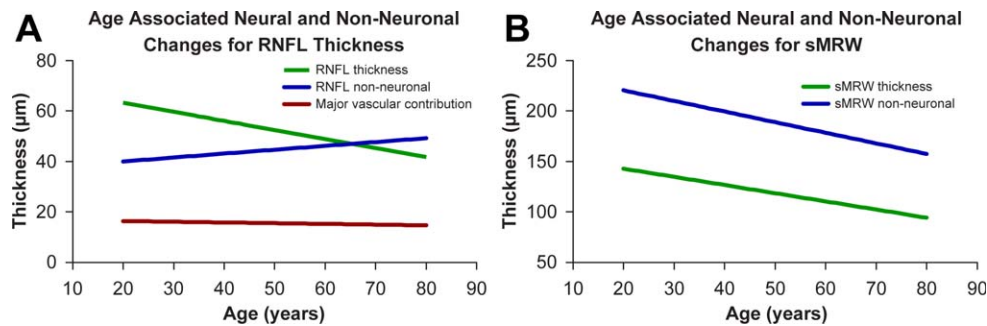 A
Age Associated Neural and Non-Neuronal
Changes for RNFL Thickness
80
60
40
20
0
Thickness (μm)
RNFL thickness
RNFL non-neuronal
Major vascular contribution
10 20 30 40 50 60 70 80 90
Age (years)
B
Age Associated Neural and Non-Neuronal
Changes for sMRW
250
200
150
100
50
Thickness (μm)
sMRW thickness
sMRW non-neuronal
10 20 30 40 50 60 70 80 90
Age (years)